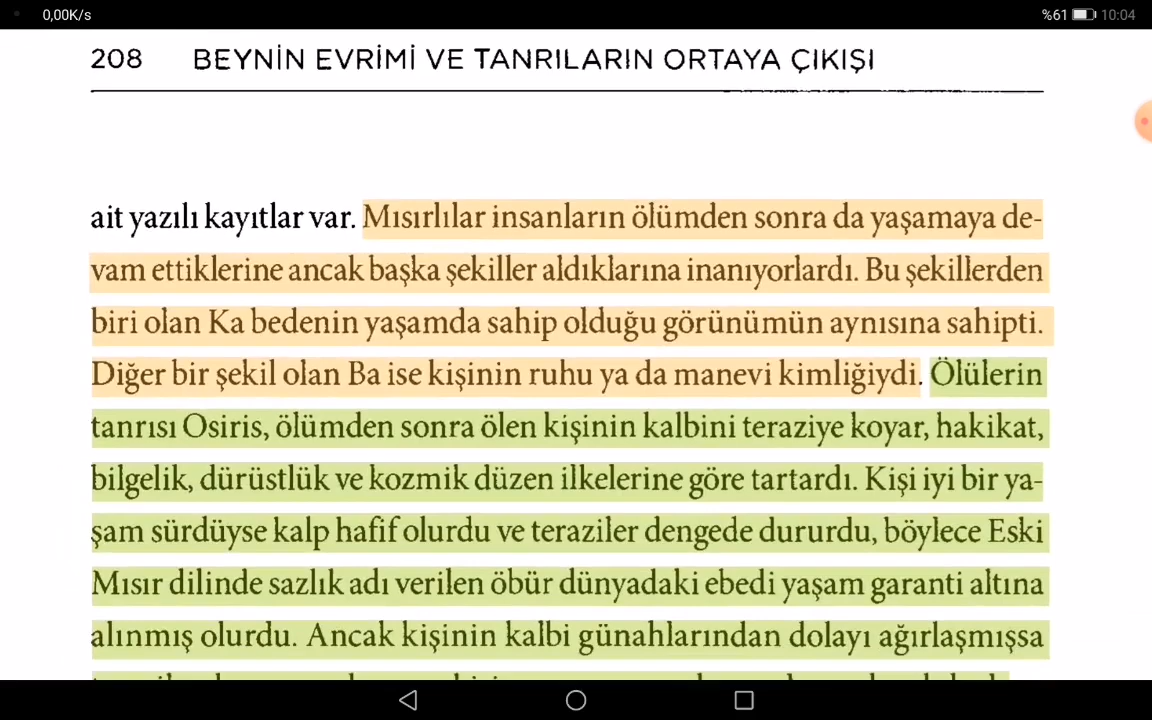 0,00K/s %61 10:04
208 BEYNİN EVRİMİ VE TANRILARIN ORTAYA ÇIKIŞI
ait yazılı kayıtlar var. Mısırlılar insanların ölümden sonra da yaşamaya de-
vam ettiklerine ancak başka şekiller aldıklarına inanıyorlardı. Bu şekillerden
biri olan Ka bedenin yaşamda sahip olduğu görünümün aynısına sahipti.
Diğer bir şekil olan Ba ise kişinin ruhu ya da manevi kimliğiydi. Ölülerin
tanrısı Osiris, ölümden sonra ölen kişinin kalbini teraziye koyar, hakikat,
bilgelik, dürüstlük ve kozmik düzen ilkelerine göre tartardı. Kişi iyi bir ya-
şam sürdüyse kalp hafif olurdu ve teraziler dengede dururdu, böylece Eski
Mısır dilinde sazlık adı verilen öbür dünyadaki ebedi yaşam garanti altına
alınmış olurdu. Ancak kişinin kalbi günahlarından dolayı ağırlaşmışsa